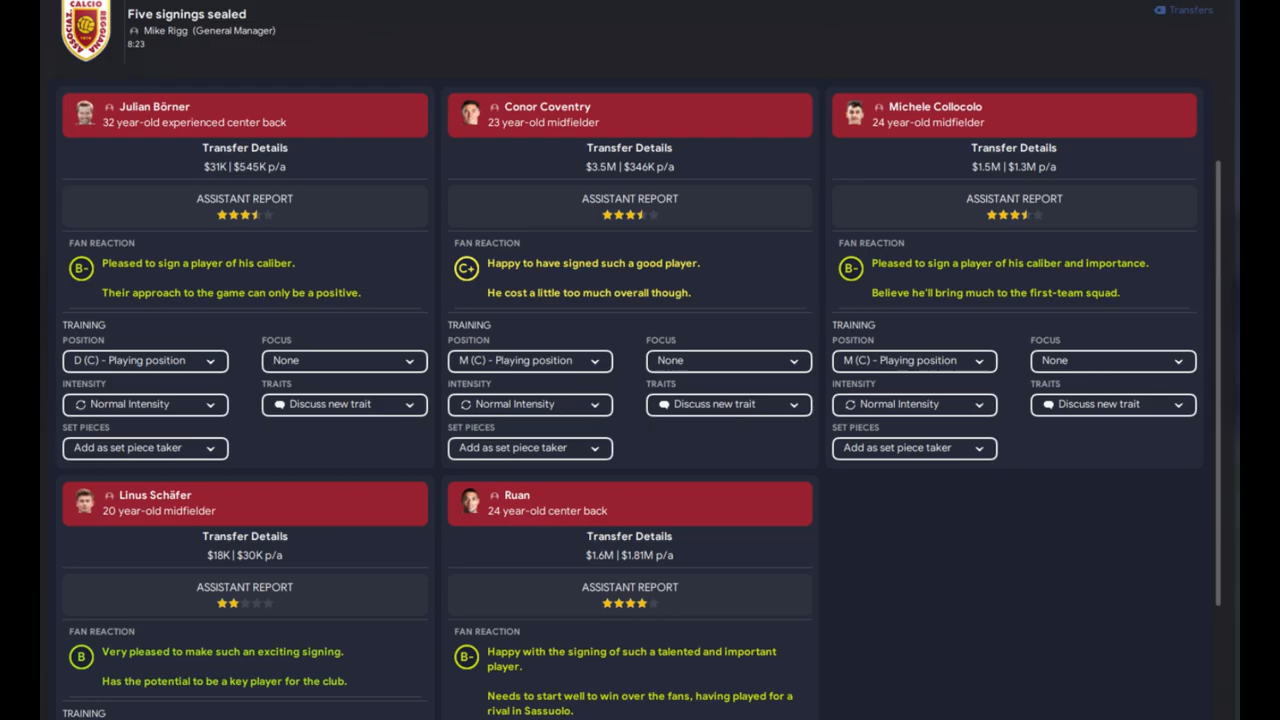 CALCIO
REGGIANA
ASSOCIAZ.
1919
Five signings sealed
Mike Rigg (General Manager)
8:23
Transfers
Julian Börner
32 year-old experienced center back
Transfer Details
$31K | $545K p/a
ASSISTANT REPORT
FAN REACTION
B-
Pleased to sign a player of his caliber.
Their approach to the game can only be a positive.
TRAINING
POSITION
FOCUS
D (C) - Playing position
None
INTENSITY
TRAITS
Normal Intensity
Discuss new trait
SET PIECES
Add as set piece taker
Conor Coventry
23 year-old midfielder
Transfer Details
$3.5M | $346K p/a
ASSISTANT REPORT
FAN REACTION
C+
Happy to have signed such a good player.
He cost a little too much overall though.
TRAINING
POSITION
FOCUS
M (C) - Playing position
None
INTENSITY
TRAITS
Normal Intensity
Discuss new trait
SET PIECES
Add as set piece taker
Michele Collocolo
24 year-old midfielder
Transfer Details
$1.5M | $1.3M p/a
ASSISTANT REPORT
FAN REACTION
B-
Pleased to sign a player of his caliber and importance.
Believe he'll bring much to the first-team squad.
TRAINING
POSITION
FOCUS
M (C) - Playing position
None
INTENSITY
TRAITS
Normal Intensity
Discuss new trait
SET PIECES
Add as set piece taker
Linus Schäfer
20 year-old midfielder
Transfer Details
$18K | $30K p/a
ASSISTANT REPORT
FAN REACTION
B
Very pleased to make such an exciting signing.
Has the potential to be a key player for the club.
TRAINING
Ruan
24 year-old center back
Transfer Details
$1.6M | $1.81M p/a
ASSISTANT REPORT
FAN REACTION
B-
Happy with the signing of such a talented and important
player.
Needs to start well to win over the fans, having played for a
rival in Sassuolo.